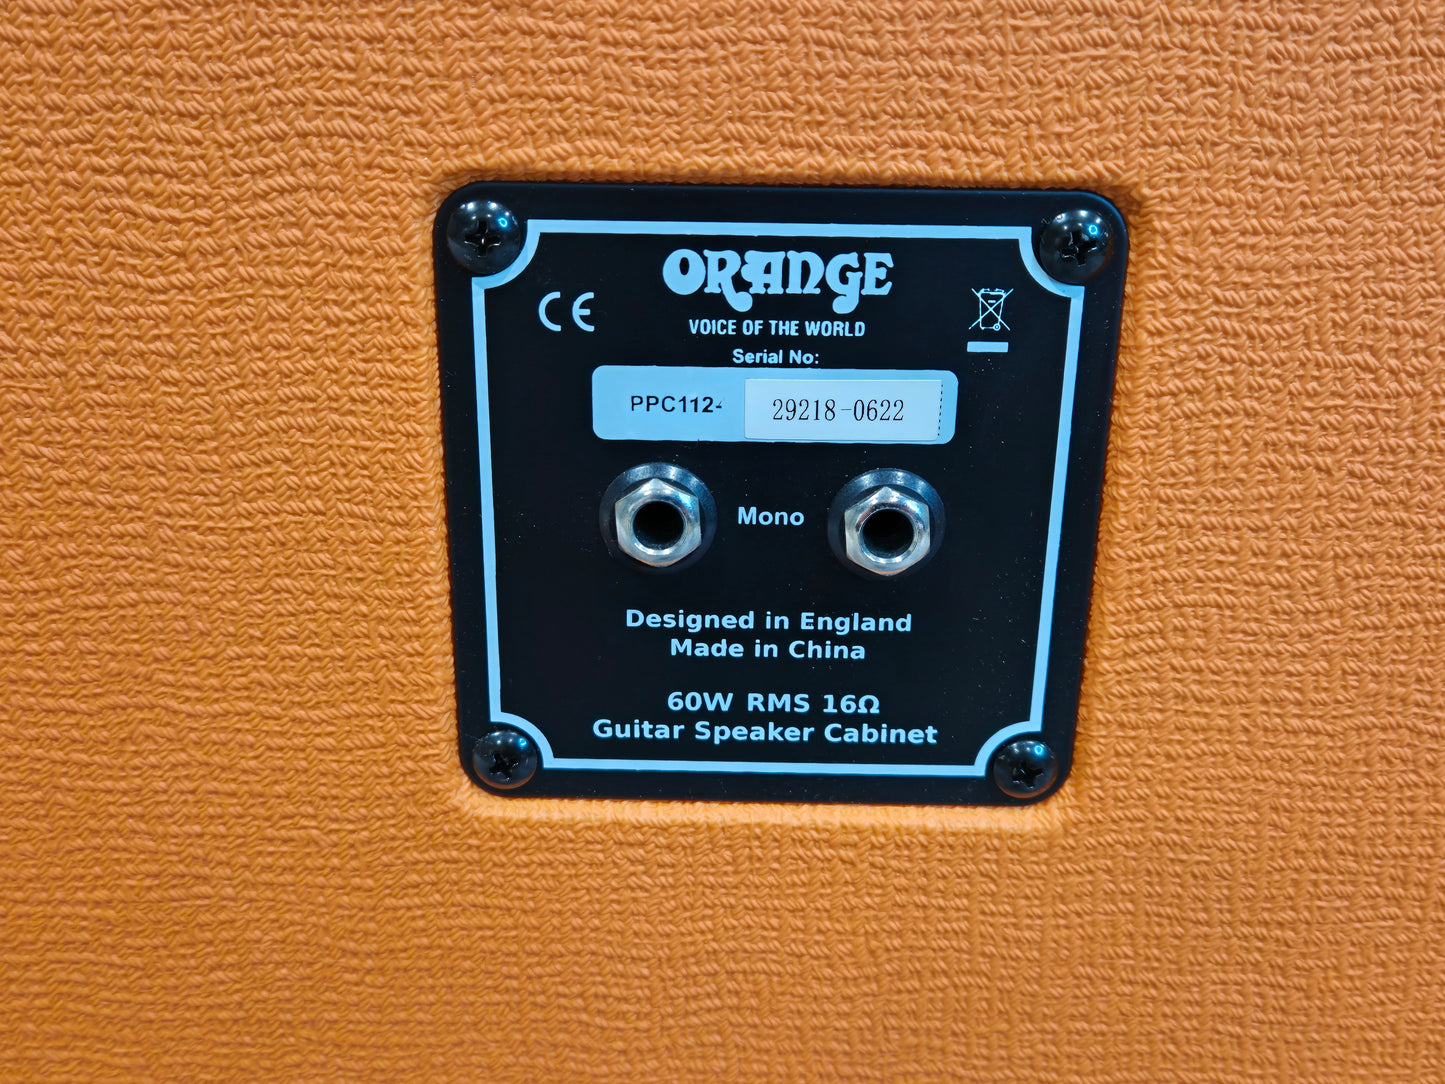 ORANGE
CE
VOICE OF THE WORLD
Serial No:
PPC112- 29218-0622
Mono
Designed in England
Made in China
60W RMS 16Ω
Guitar Speaker Cabinet